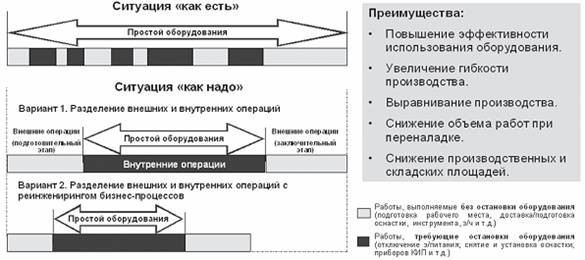 Ситуация «как есть»
Простой оборудования
Ситуация «как надо»
Вариант 1. Разделение внешних и внутренних операций
Внешние операции
(подготовительный
этап)
Простой оборудования
Внешние операции
(заключительный
этап)
Внутренние операции
Вариант 2. Разделение внешних и внутренних операций с
реинжинирингом бизнес-процессов
Простой оборудования
Преимущества:
• Повышение эффективности
использования оборудования.
• Увеличение гибкости
производства.
• Выравнивание производства.
• Снижение объема работ при
переналадке.
• Снижение производственных и
складских площадей.
Работы, выполняемые без остановки оборудования
(подготовка рабочего места, доставка/подготовка
оснастки, инструмента, з/ч и т.д.)
Работы, требующие остановки оборудования
(отключение э/питания; снятие и установка оснастки,
приборов КИП и т.д.)